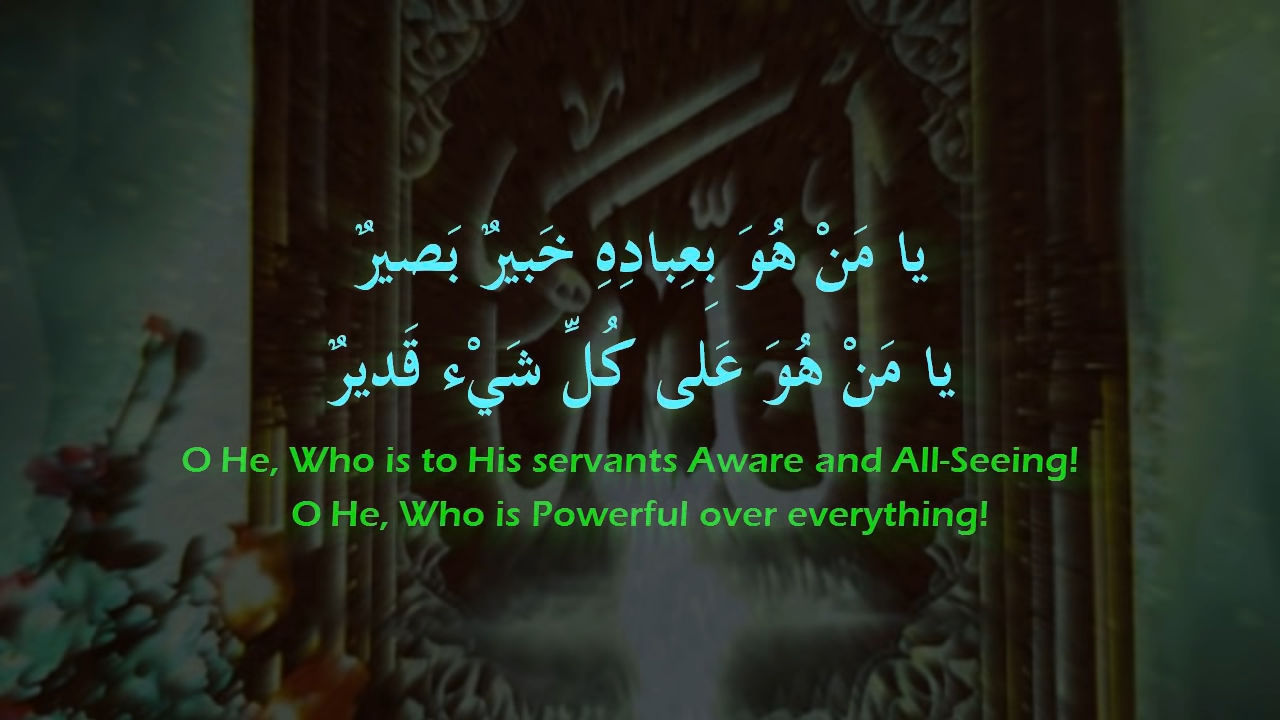 يا مَنْ هُوَ بِعِبادِهِ خَبيرٌ بَصيرٌ
يا مَنْ هُوَ عَلى كُلِّ شَيْء قَديرٌ
O He, Who is to His servants Aware and All-Seeing!
O He, Who is Powerful over everything!